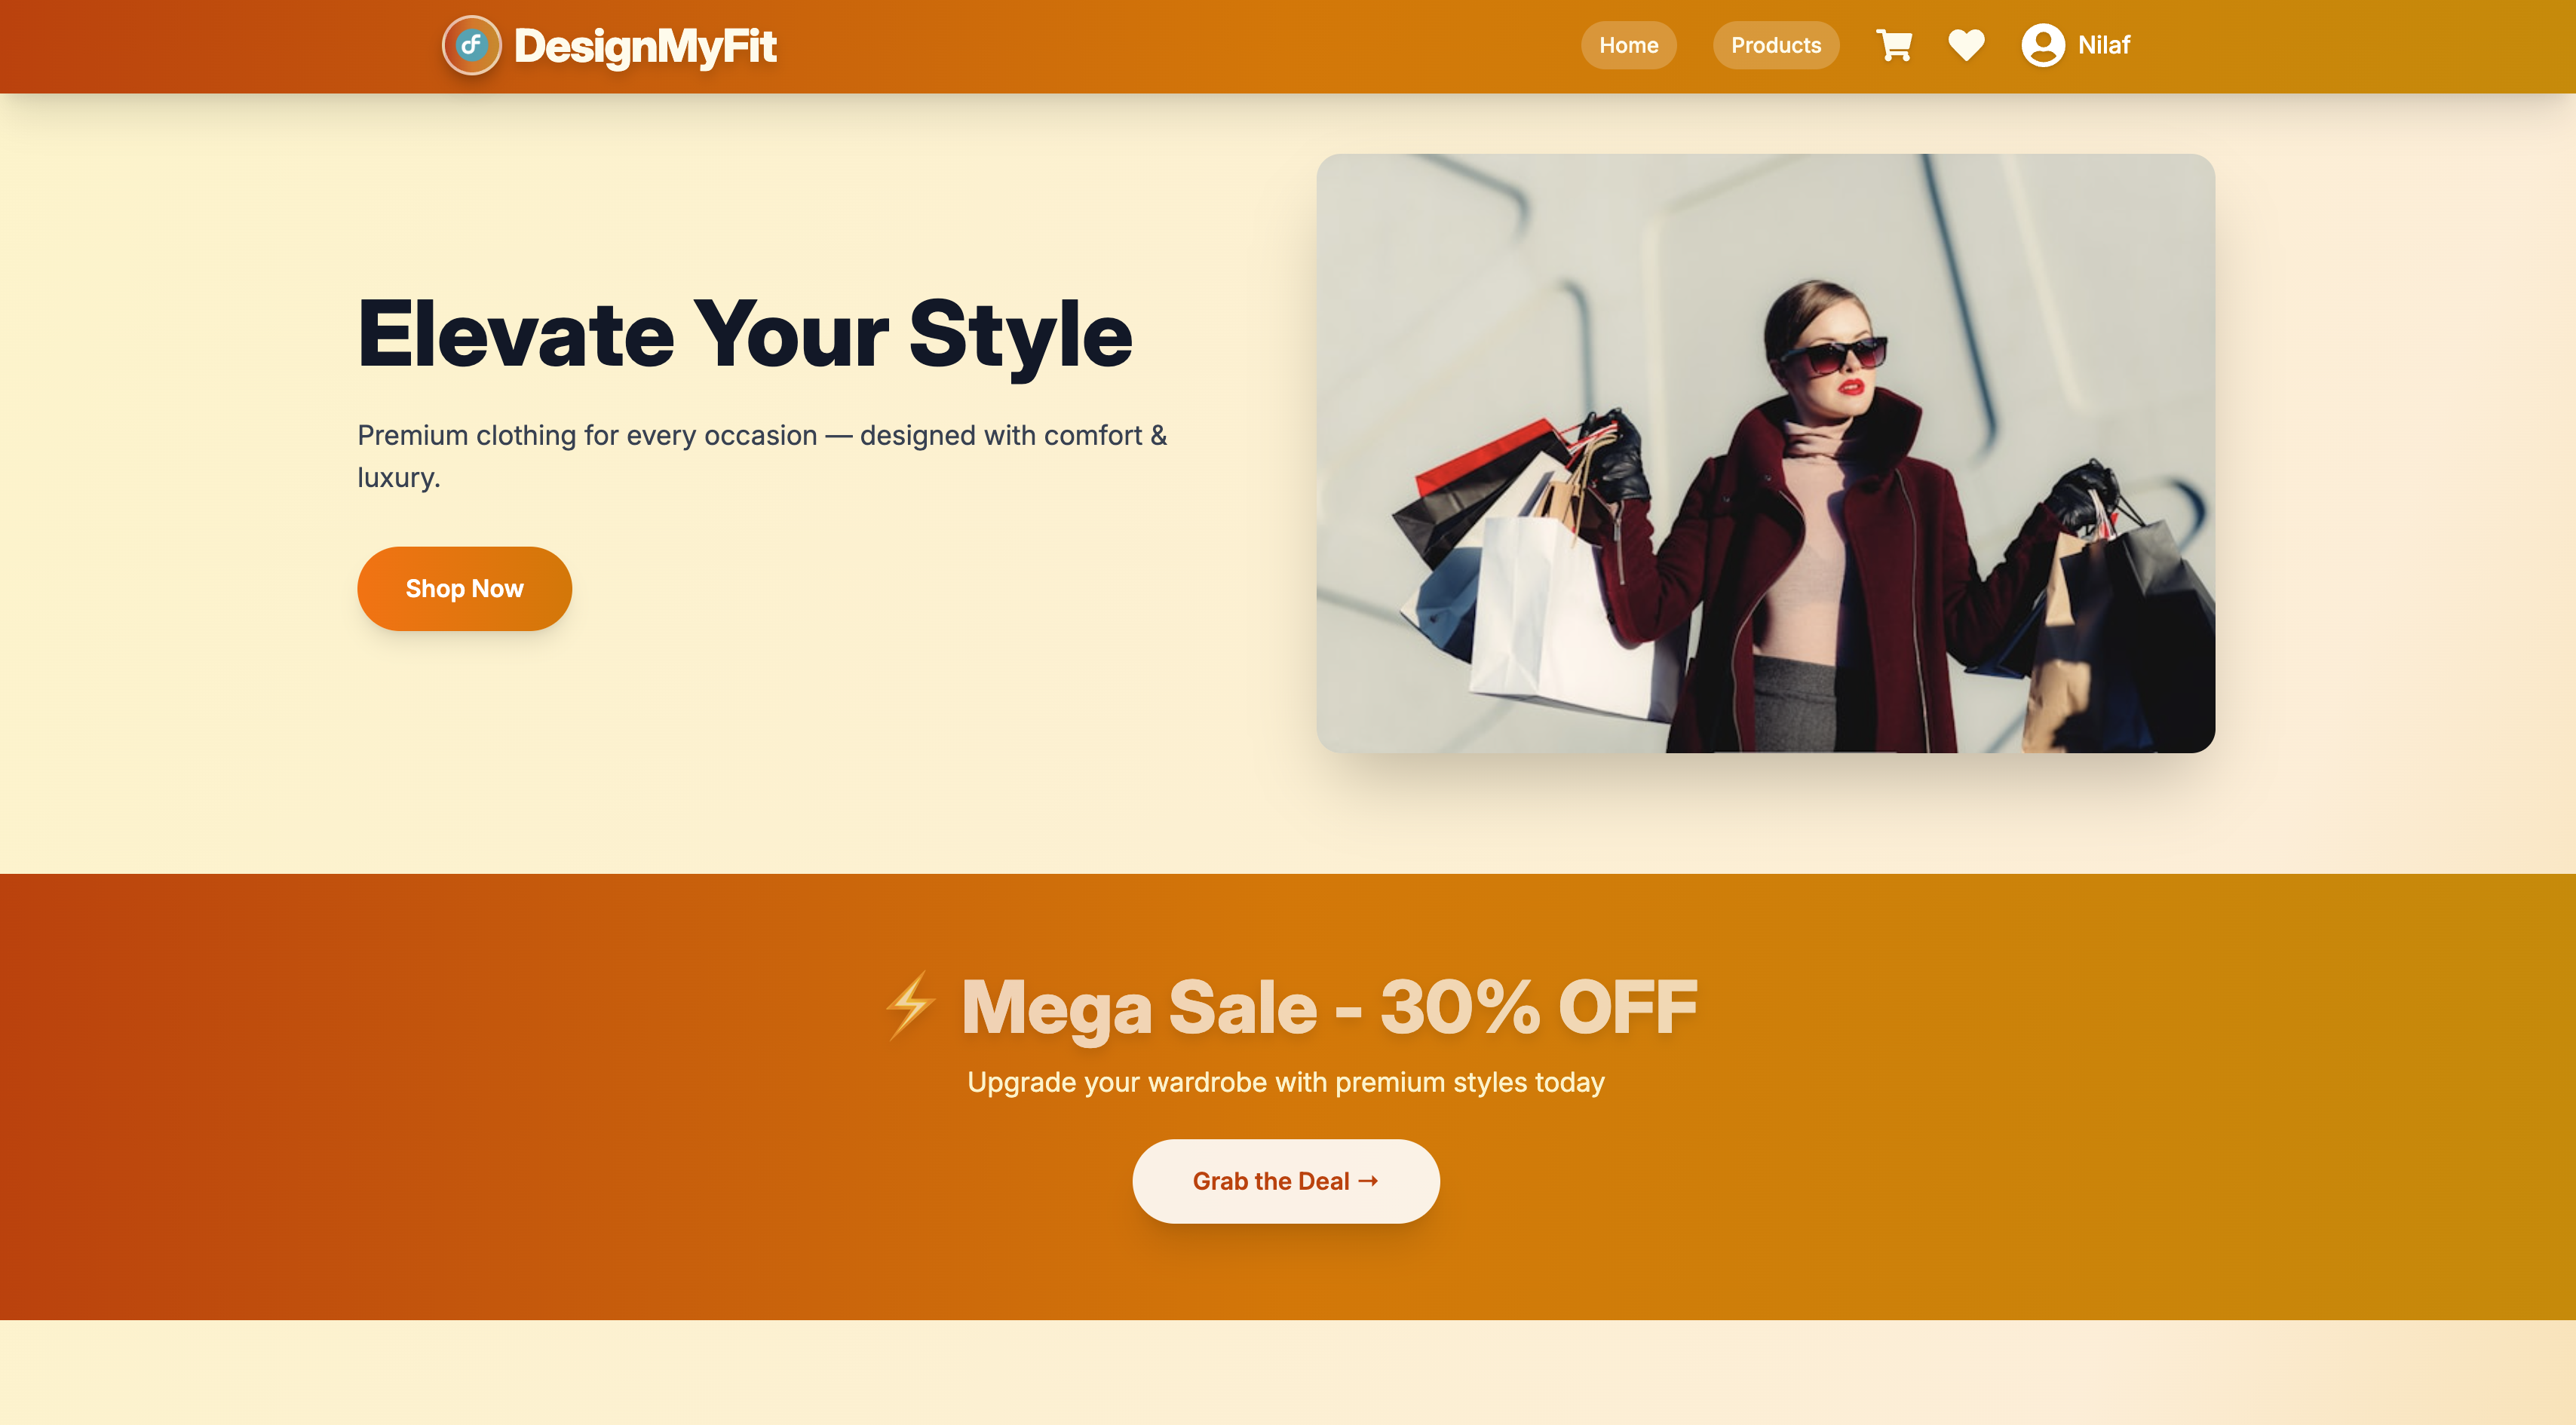 DesignMyFit
Home
Products
Nilaf
Elevate Your Style
Premium clothing for every occasion — designed with comfort &
luxury.
Shop Now
⚡ Mega Sale - 30% OFF
Upgrade your wardrobe with premium styles today
Grab the Deal →